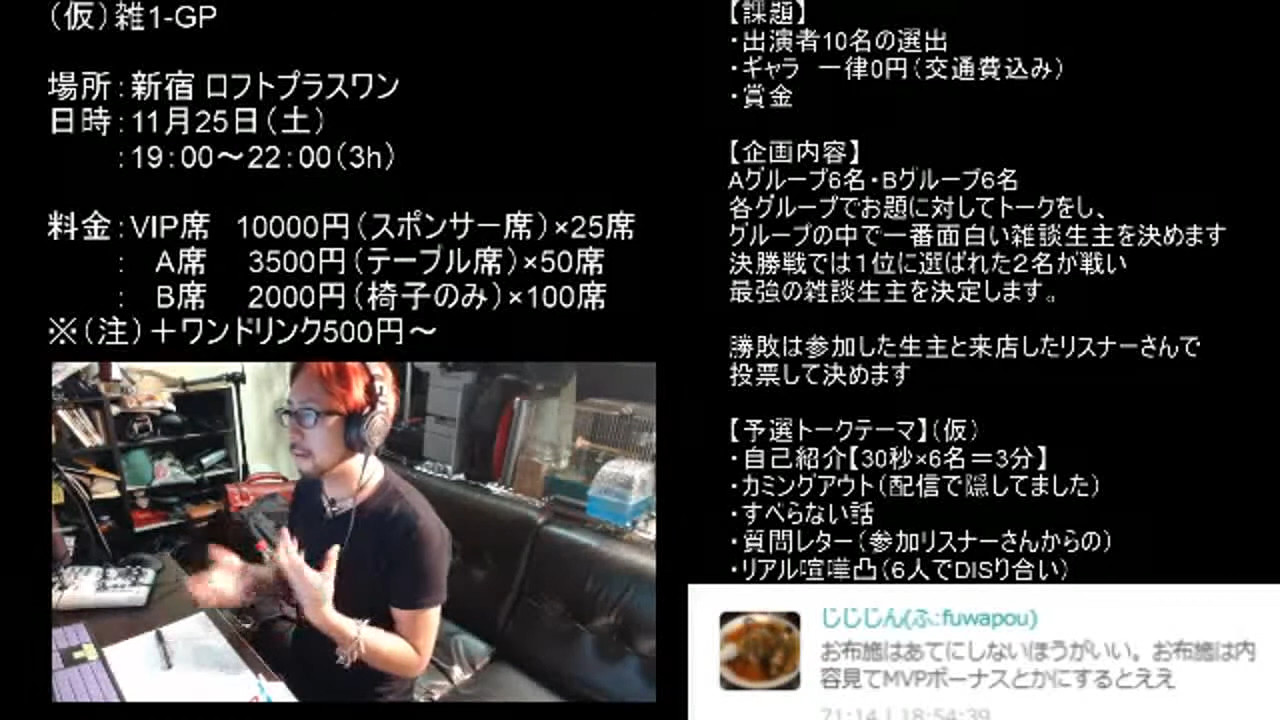 （仮）雑1-GP
場所：新宿 ロフトプラスワン
日時：11月25日（土）
：19：00～22：00（3h）
料金：VIP席 10000円（スポンサー席）×25席
： A席 3500円（テーブル席）×50席
： B席 2000円（椅子のみ）×100席
※（注）＋ワンドリンク500円～
【課題】
・出演者10名の選出
・ギャラ 一律0円（交通費込み）
・賞金
【企画内容】
Aグループ6名・Bグループ6名
各グループでお題に対してトークをし、
グループの中で一番面白い雑談生主を決めます
決勝戦では１位に選ばれた２名が戦い
最強の雑談生主を決定します。
勝敗は参加した生主と来店したリスナーさんで
投票して決めます
【予選トークテーマ】（仮）
・自己紹介【30秒×6名＝3分】
・カミングアウト（配信で隠してました）
・すべらない話
・質問レター（参加リスナーさんからの）
・リアル喧嘩凸（6人でDISり合い）
じじじん(ふ:fuwapou)
お布施はあてにしないほうがいい。お布施は内
容見てMVPボーナスとかにするとええ
71:14 | 18:54:39